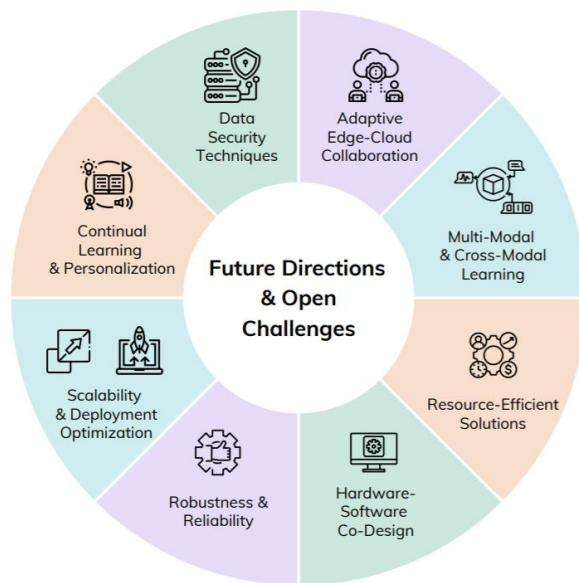 Future Directions
& Open
Challenges
Data
Security
Techniques
Adaptive
Edge-Cloud
Collaboration
Multi-Modal
& Cross-Modal
Learning
Resource-Efficient
Solutions
Hardware-
Software
Co-Design
Robustness &
Reliability
Scalability
& Deployment
Optimization
Continual
Learning
& Personalization